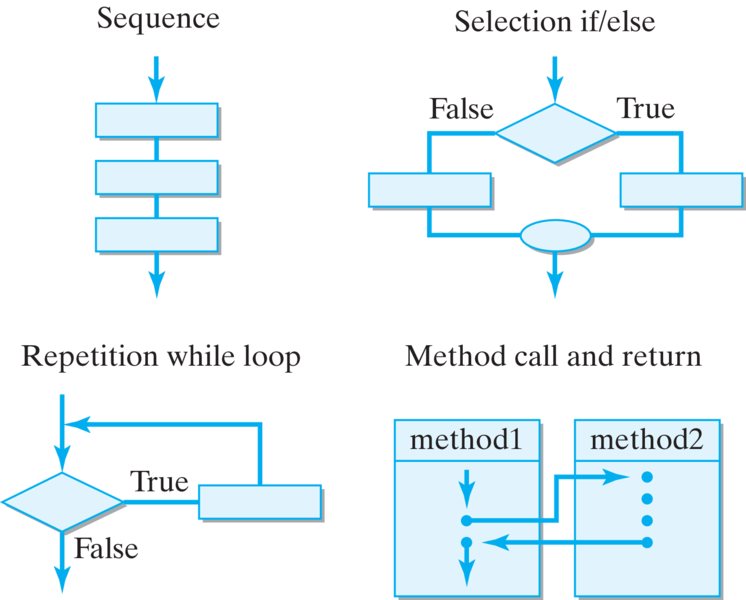 Sequence
Selection if/else
False
True
Repetition while loop
True
False
Method call and return
method1
method2